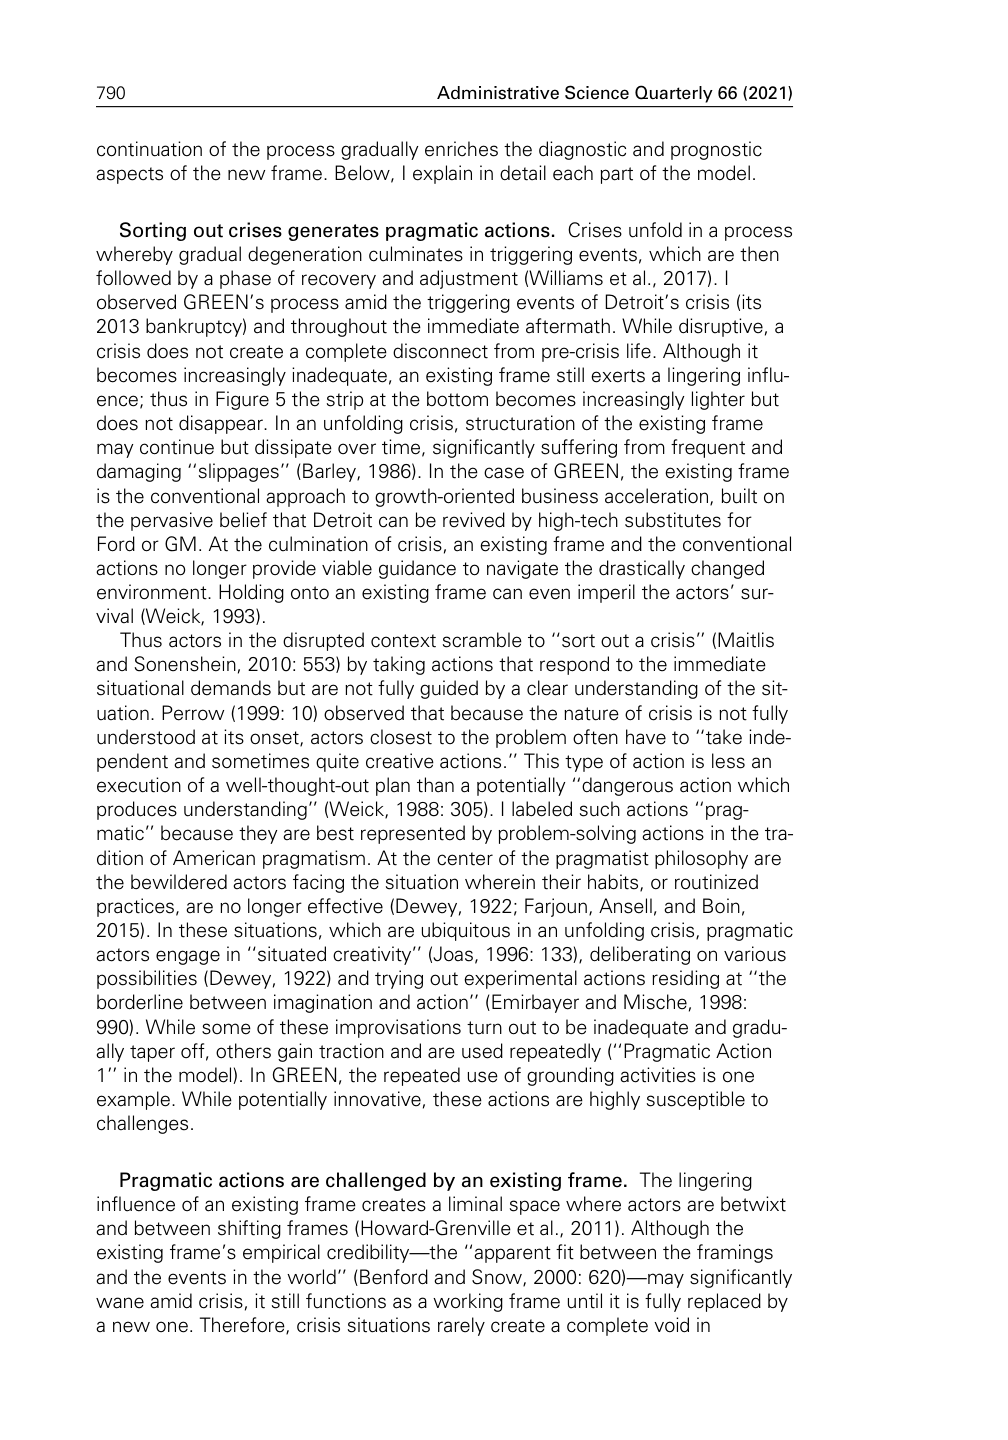 790
Administrative Science Quarterly 66 (2021)
continuation of the process gradually enriches the diagnostic and prognostic
aspects of the new frame. Below, I explain in detail each part of the model.
Sorting out crises generates pragmatic actions. Crises unfold in a process
whereby gradual degeneration culminates in triggering events, which are then
followed by a phase of recovery and adjustment (Williams et al., 2017). I
observed GREEN's process amid the triggering events of Detroit's crisis (its
2013 bankruptcy) and throughout the immediate aftermath. While disruptive, a
crisis does not create a complete disconnect from pre-crisis life. Although it
becomes increasingly inadequate, an existing frame still exerts a lingering influ-
ence; thus in Figure 5 the strip at the bottom becomes increasingly lighter but
does not disappear. In an unfolding crisis, structuration of the existing frame
may continue but dissipate over time, significantly suffering from frequent and
damaging ''slippages'' (Barley, 1986). In the case of GREEN, the existing frame
is the conventional approach to growth-oriented business acceleration, built on
the pervasive belief that Detroit can be revived by high-tech substitutes for
Ford or GM. At the culmination of crisis, an existing frame and the conventional
actions no longer provide viable guidance to navigate the drastically changed
environment. Holding onto an existing frame can even imperil the actors' sur-
vival (Weick, 1993).
Thus actors in the disrupted context scramble to ''sort out a crisis'' (Maitlis
and Sonenshein, 2010: 553) by taking actions that respond to the immediate
situational demands but are not fully guided by a clear understanding of the sit-
uation. Perrow (1999: 10) observed that because the nature of crisis is not fully
understood at its onset, actors closest to the problem often have to ''take inde-
pendent and sometimes quite creative actions.'' This type of action is less an
execution of a well-thought-out plan than a potentially ''dangerous action which
produces understanding'' (Weick, 1988: 305). I labeled such actions ''prag-
matic'' because they are best represented by problem-solving actions in the tra-
dition of American pragmatism. At the center of the pragmatist philosophy are
the bewildered actors facing the situation wherein their habits, or routinized
practices, are no longer effective (Dewey, 1922; Farjoun, Ansell, and Boin,
2015). In these situations, which are ubiquitous in an unfolding crisis, pragmatic
actors engage in ''situated creativity'' (Joas, 1996: 133), deliberating on various
possibilities (Dewey, 1922) and trying out experimental actions residing at ''the
borderline between imagination and action'' (Emirbayer and Mische, 1998:
990). While some of these improvisations turn out to be inadequate and gradu-
ally taper off, others gain traction and are used repeatedly (''Pragmatic Action
1'' in the model). In GREEN, the repeated use of grounding activities is one
example. While potentially innovative, these actions are highly susceptible to
challenges.
Pragmatic actions are challenged by an existing frame. The lingering
influence of an existing frame creates a liminal space where actors are betwixt
and between shifting frames (Howard-Grenville et al., 2011). Although the
existing frame's empirical credibility—the ''apparent fit between the framings
and the events in the world'' (Benford and Snow, 2000: 620)—may significantly
wane amid crisis, it still functions as a working frame until it is fully replaced by
a new one. Therefore, crisis situations rarely create a complete void in